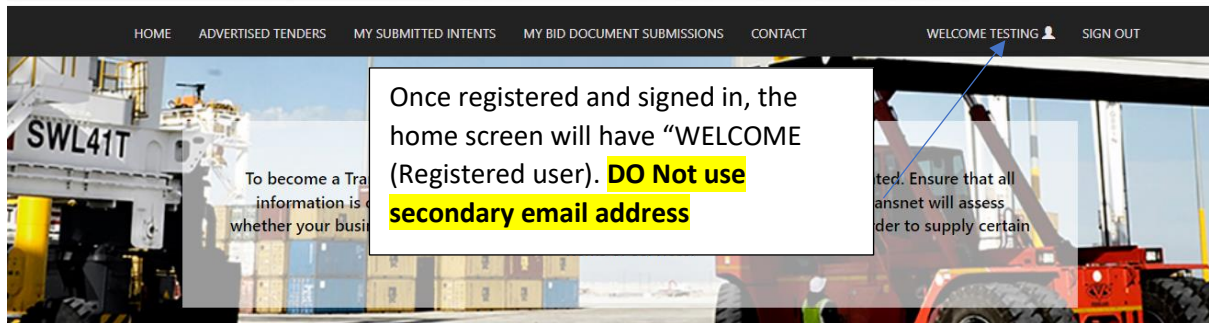 HOME ADVERTISED TENDERS MY SUBMITTED INTENTS MY BID DOCUMENT SUBMISSIONS CONTACT WELCOME TESTING SIGN OUT
SWL41T
Once registered and signed in, the
home screen will have “WELCOME
(Registered user). DO Not use
secondary email address
To become a ted. Ensure that all
information is ansnet will assess
whether your der to supply certain